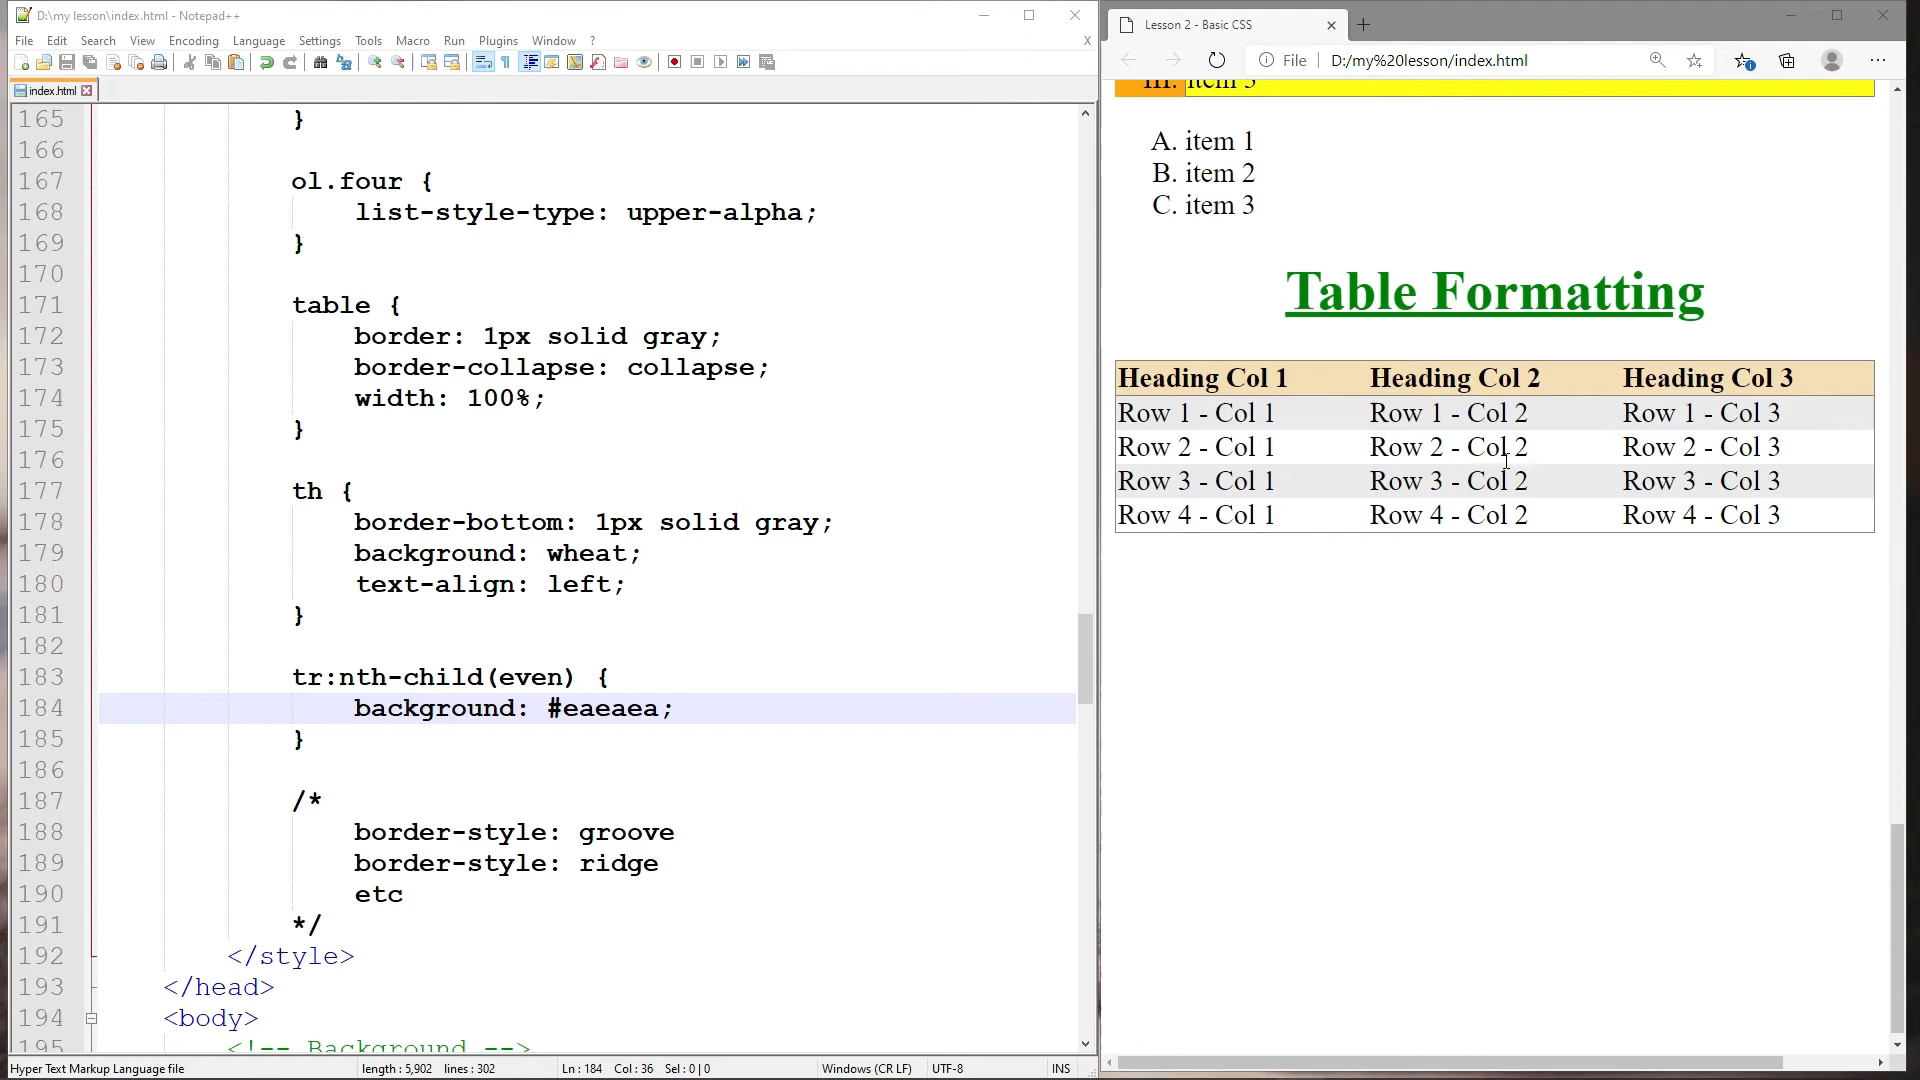 D:\my lesson\index.html - Notepad++
File Edit Search View Encoding Language Settings Tools Macro Run Plugins Window ? X
index.html
165 }
166
167 ol.four {
168 list-style-type: upper-alpha;
169 }
170
171 table {
172 border: 1px solid gray;
173 border-collapse: collapse;
174 width: 100%;
175 }
176
177 th {
178 border-bottom: 1px solid gray;
179 background: wheat;
180 text-align: left;
181 }
182
183 tr:nth-child(even) {
184 background: #eaeaea;
185 }
186
187 /*
188 border-style: groove
189 border-style: ridge
190 etc
191 */
192 </style>
193 </head>
194 <body>
195 <!-- Background -->
Hyper Text Markup Language file length : 5,902 lines : 302 Ln : 184 Col : 36 Sel : 0 | 0 Windows (CR LF) UTF-8 INS
Lesson 2 - Basic CSS
File D:/my%20lesson/index.html
III. item 3
A. item 1
B. item 2
C. item 3
Table Formatting
Heading Col 1 Heading Col 2 Heading Col 3
Row 1 - Col 1 Row 1 - Col 2 Row 1 - Col 3
Row 2 - Col 1 Row 2 - Col 2 Row 2 - Col 3
Row 3 - Col 1 Row 3 - Col 2 Row 3 - Col 3
Row 4 - Col 1 Row 4 - Col 2 Row 4 - Col 3